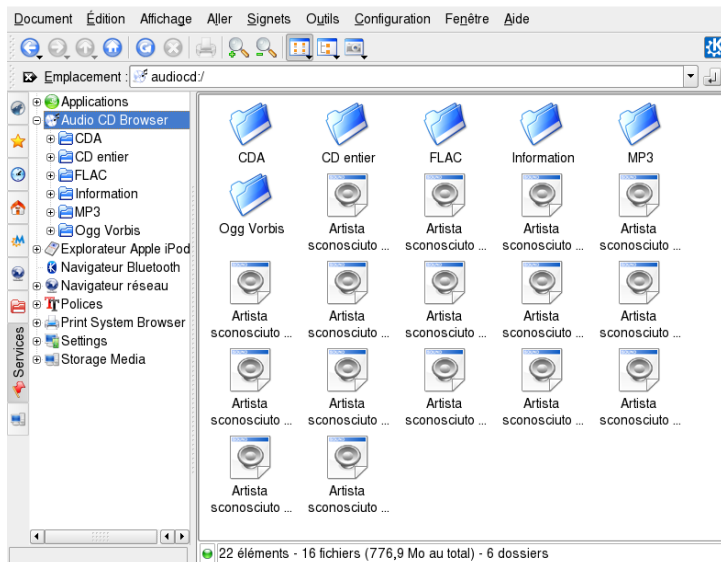 Document Édition Affichage Aller Signets Outils Configuration Fenêtre Aide
Emplacement : audiocd:/
Applications
Audio CD Browser
CDA
CD entier
FLAC
Information
MP3
Ogg Vorbis
Explorateur Apple iPod
Navigateur Bluetooth
Navigateur réseau
Polices
Print System Browser
Settings
Storage Media
Services
CDA CD entier FLAC Information MP3
Ogg Vorbis Artista Artista Artista Artista
sconosciuto ... sconosciuto ... sconosciuto ... sconosciuto ...
Artista Artista Artista Artista Artista
sconosciuto ... sconosciuto ... sconosciuto ... sconosciuto ... sconosciuto ...
Artista Artista Artista Artista Artista
sconosciuto ... sconosciuto ... sconosciuto ... sconosciuto ... sconosciuto ...
Artista Artista
sconosciuto ... sconosciuto ...
22 éléments - 16 fichiers (776,9 Mo au total) - 6 dossiers